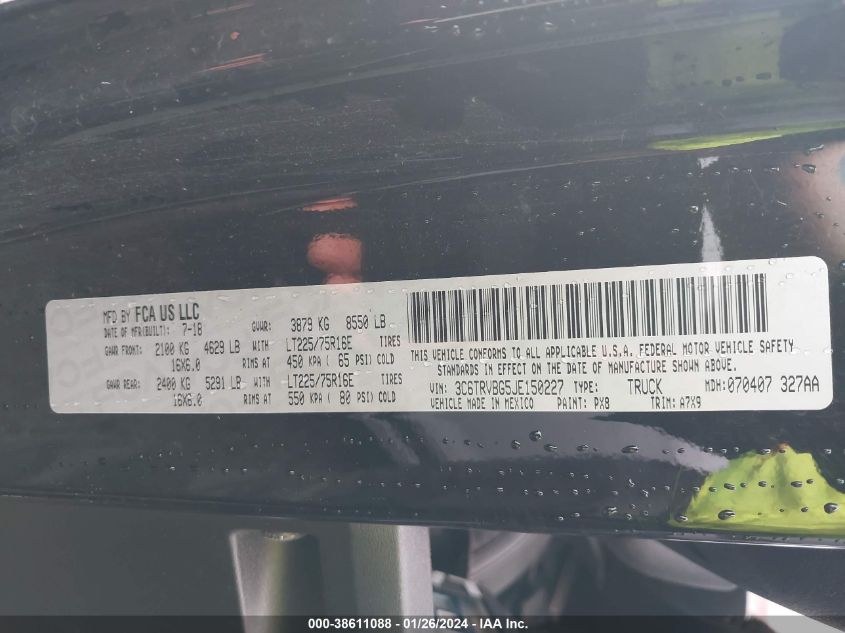 MFD BY FCA US LLC
DATE OF MFR(BUILT): 7-18 GVWR: 3879 KG 8550 LB
GAWR FRONT: 2100 KG 4629 LB WITH LT225/75R16E TIRES
16X6.0 RIMS AT 450 KPA ( 65 PSI) COLD
GAWR REAR: 2400 KG 5291 LB WITH LT225/75R16E TIRES
16X6.0 RIMS AT 550 KPA ( 80 PSI) COLD
THIS VEHICLE CONFORMS TO ALL APPLICABLE U.S.A. FEDERAL MOTOR VEHICLE SAFETY
STANDARDS IN EFFECT ON THE DATE OF MANUFACTURE SHOWN ABOVE.
VIN: 3C6TRVBG5JE150227 TYPE: TRUCK MDH: 070407 327AA
VEHICLE MADE IN MEXICO PAINT: PX8 TRIM: A7X9
000-38611088 - 01/26/2024 - IAA Inc.